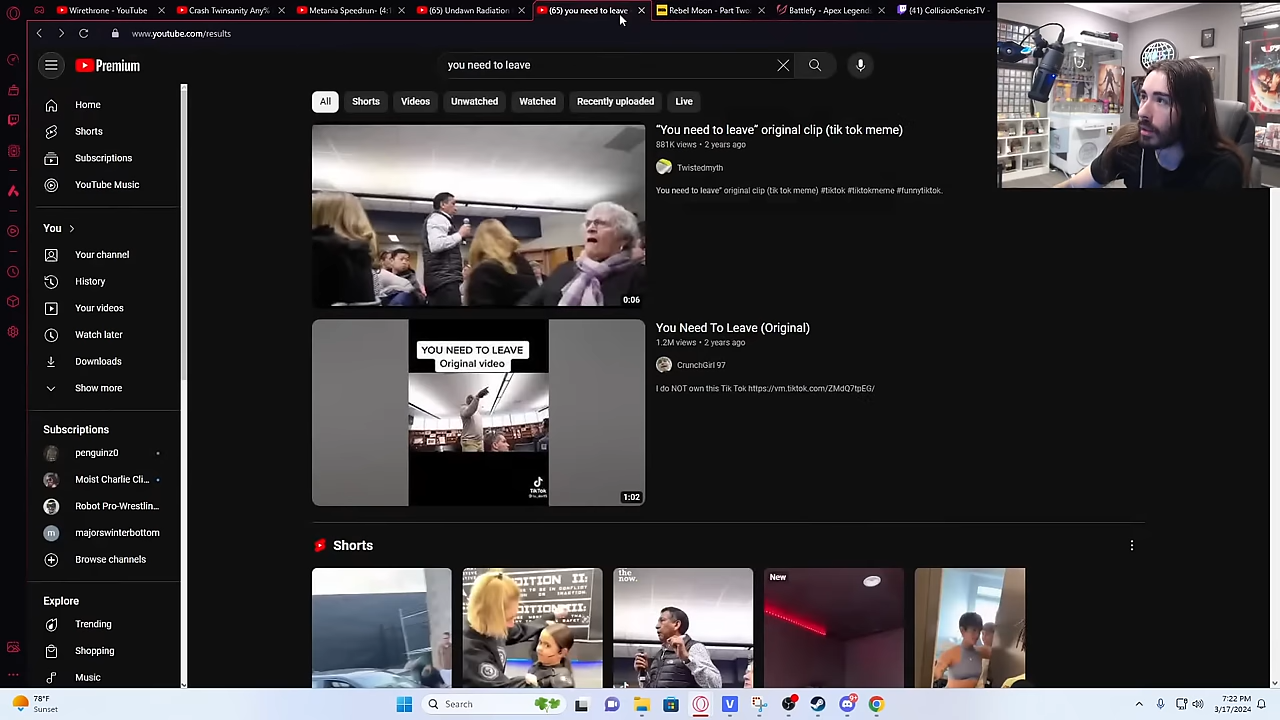 Wirethrone - YouTube
Crash Twinsanity Any%
Metania Speedrun- (4:
(65) Undawn Radiation
(65) you need to leave
Rebel Moon - Part Two:
Battlefy - Apex Legends:
(41) CollisionSeriesTV
www.youtube.com/results
Premium
you need to leave
All
Shorts
Videos
Unwatched
Watched
Recently uploaded
Live
Home
Shorts
Subscriptions
YouTube Music
You
Your channel
History
Your videos
Watch later
Downloads
Show more
Subscriptions
penguinz0
Moist Charlie Cli...
Robot Pro-Wrestlin...
majorswinterbottom
Browse channels
Explore
Trending
Shopping
Music
0:06
“You need to leave” original clip (tik tok meme)
881K views • 2 years ago
Twistedmyth
You need to leave” original clip (tik tok meme) #tiktok #tiktokmeme #funnytiktok.
YOU NEED TO LEAVE
Original video
TikTok
1:02
You Need To Leave (Original)
1.2M views • 2 years ago
CrunchGirl 97
I do NOT own this Tik Tok https://vm.tiktok.com/ZMdQ7tpEG/
Shorts
the
now.
New
78°F
Sunset
Search
7:22 PM
3/17/2024